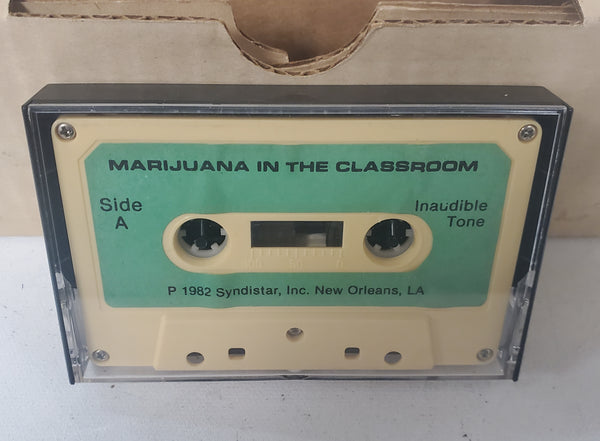 MARIJUANA IN THE CLASSROOM
Side
A
Inaudible
Tone
P 1982 Syndistar, Inc. New Orleans, LA